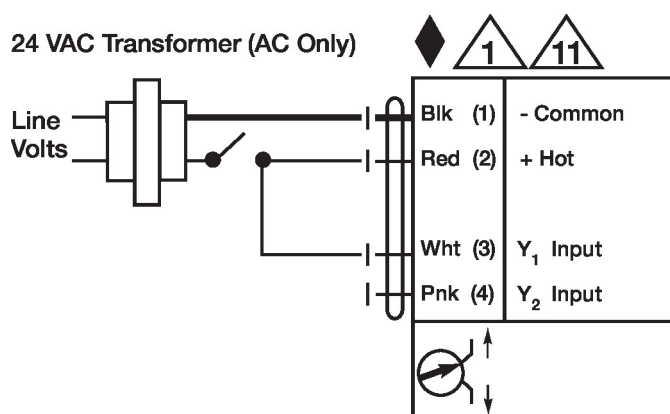 24 VAC Transformer (AC Only)
1
11
Line
Volts
Blk (1) - Common
Red (2) + Hot
Wht (3) Y1 Input
Pnk (4) Y2 Input